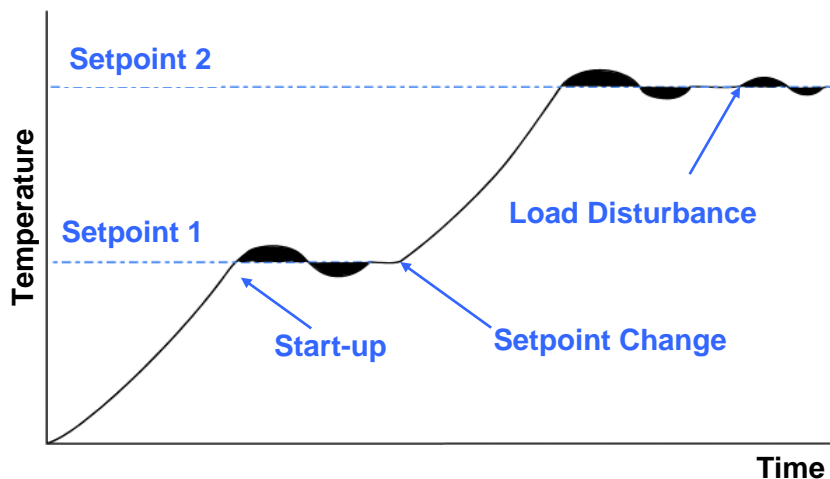 Setpoint 2
Temperature
Load Disturbance
Setpoint 1
Start-up
Setpoint Change
Time